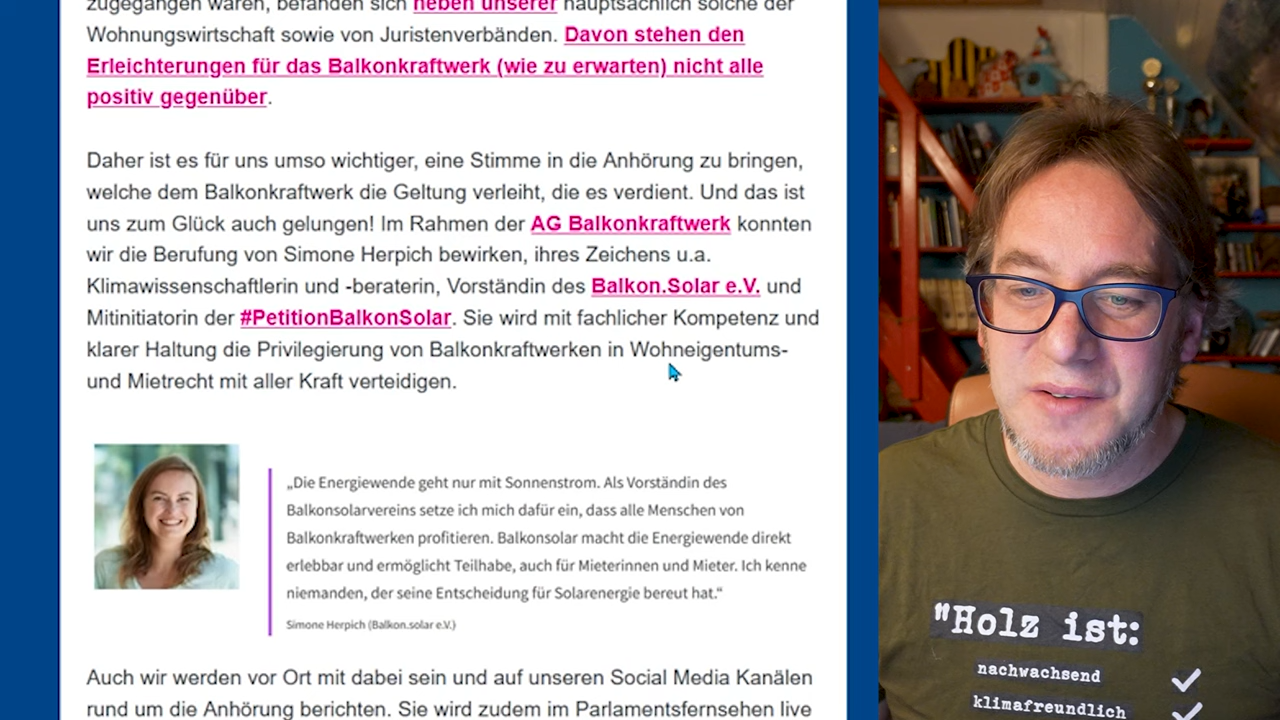 zugegangen waren, befanden sich neben unserer hauptsächlich solche der
Wohnungswirtschaft sowie von Juristenverbänden. Davon stehen den
Erleichterungen für das Balkonkraftwerk (wie zu erwarten) nicht alle
positiv gegenüber.
Daher ist es für uns umso wichtiger, eine Stimme in die Anhörung zu bringen,
welche dem Balkonkraftwerk die Geltung verleiht, die es verdient. Und das ist
uns zum Glück auch gelungen! Im Rahmen der AG Balkonkraftwerk konnten
wir die Berufung von Simone Herpich bewirken, ihres Zeichens u.a.
Klimawissenschaftlerin und -beraterin, Vorständin des Balkon.Solar e.V. und
Mitinitiatorin der #PetitionBalkonSolar. Sie wird mit fachlicher Kompetenz und
klarer Haltung die Privilegierung von Balkonkraftwerken in Wohneigentums-
und Mietrecht mit aller Kraft verteidigen.
„Die Energiewende geht nur mit Sonnenstrom. Als Vorständin des
Balkonsolarvereins setze ich mich dafür ein, dass alle Menschen von
Balkonkraftwerken profitieren. Balkonsolar macht die Energiewende direkt
erlebbar und ermöglicht Teilhabe, auch für Mieterinnen und Mieter. Ich kenne
niemanden, der seine Entscheidung für Solarenergie bereut hat.“
Simone Herpich (Balkon.solar e.V.)
Auch wir werden vor Ort mit dabei sein und auf unseren Social Media Kanälen
rund um die Anhörung berichten. Sie wird zudem im Parlamentsfernsehen live
"Holz ist:
nachwachsend
klimafreundlich